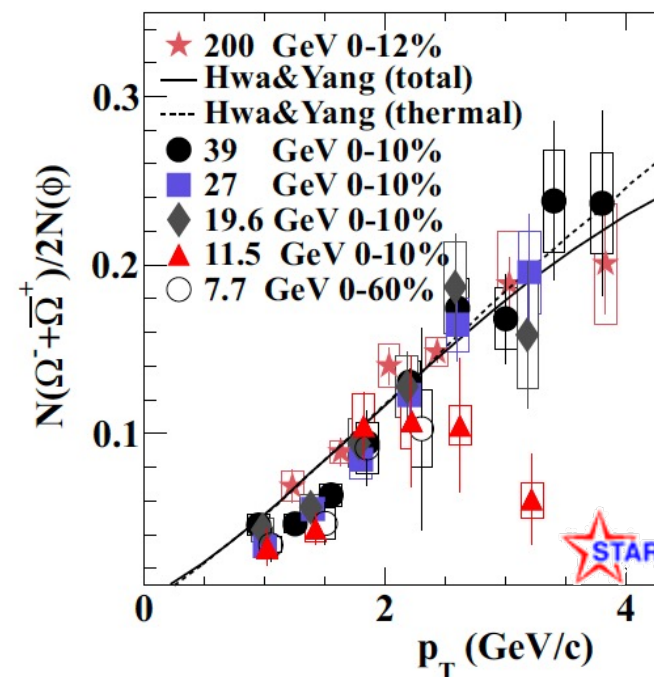 200 GeV 0-12%
Hwa&Yang (total)
Hwa&Yang (thermal)
39 GeV 0-10%
27 GeV 0-10%
19.6 GeV 0-10%
11.5 GeV 0-10%
7.7 GeV 0-60%
N(Ω⁻+Ω̅⁺)/2N(ϕ)
0.3
0.2
0.1
0 2 4
p_T (GeV/c)
STAR